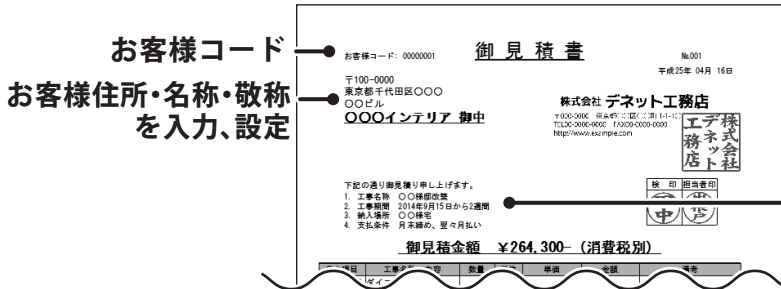 お客様コード
お客様住所・名称・敬称
を入力、設定
お客様コード: 00000001
御 見 積 書
№001
平成25年 04月 16日
〒100-0000
東京都千代田区〇〇〇
〇〇ビル
〇〇〇インテリア 御中
株式会社 デネット工務店
http://www.example.com
株式会社
デネット
工務店
下記の通り御見積り申し上げます。
1. 工事名称 〇〇様邸改築
2. 工事期間 2014年9月15日から2週間
3. 納入場所 〇〇様宅
4. 支払条件 月末締め、翌々月払い
検 印 担当者印
中
御見積金額 ¥264,300- (消費税別)
数量
単価
金額